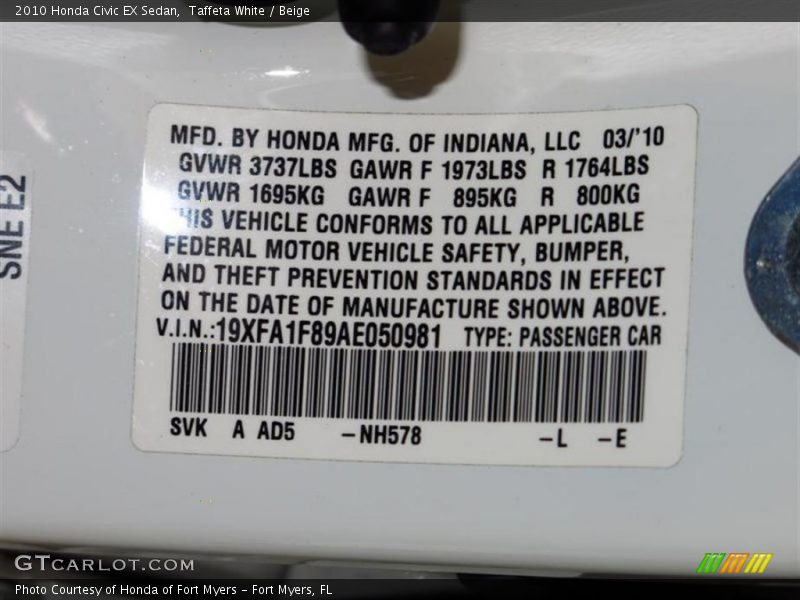 2010 Honda Civic EX Sedan, Taffeta White / Beige
SNE E2
MFD. BY HONDA MFG. OF INDIANA, LLC 03/'10
GVWR 3737LBS GAWR F 1973LBS R 1764LBS
GVWR 1695KG GAWR F 895KG R 800KG
THIS VEHICLE CONFORMS TO ALL APPLICABLE
FEDERAL MOTOR VEHICLE SAFETY, BUMPER,
AND THEFT PREVENTION STANDARDS IN EFFECT
ON THE DATE OF MANUFACTURE SHOWN ABOVE.
V.I.N.:19XFA1F89AE050981 TYPE: PASSENGER CAR
SVK A AD5 -NH578 -L -E
GTCARLOT.COM
Photo Courtesy of Honda of Fort Myers - Fort Myers, FL